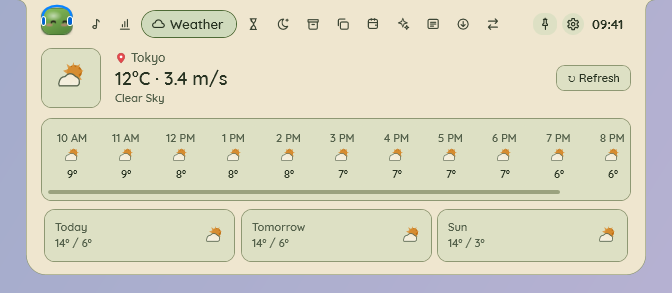 Weather
09:41
Tokyo
12°C · 3.4 m/s
Clear Sky
Refresh
10 AM 11 AM 12 PM 1 PM 2 PM 3 PM 4 PM 5 PM 6 PM 7 PM 8 PM
9° 9° 8° 8° 8° 7° 7° 7° 7° 6° 6°
Today Tomorrow Sun
14° / 6° 14° / 6° 14° / 3°